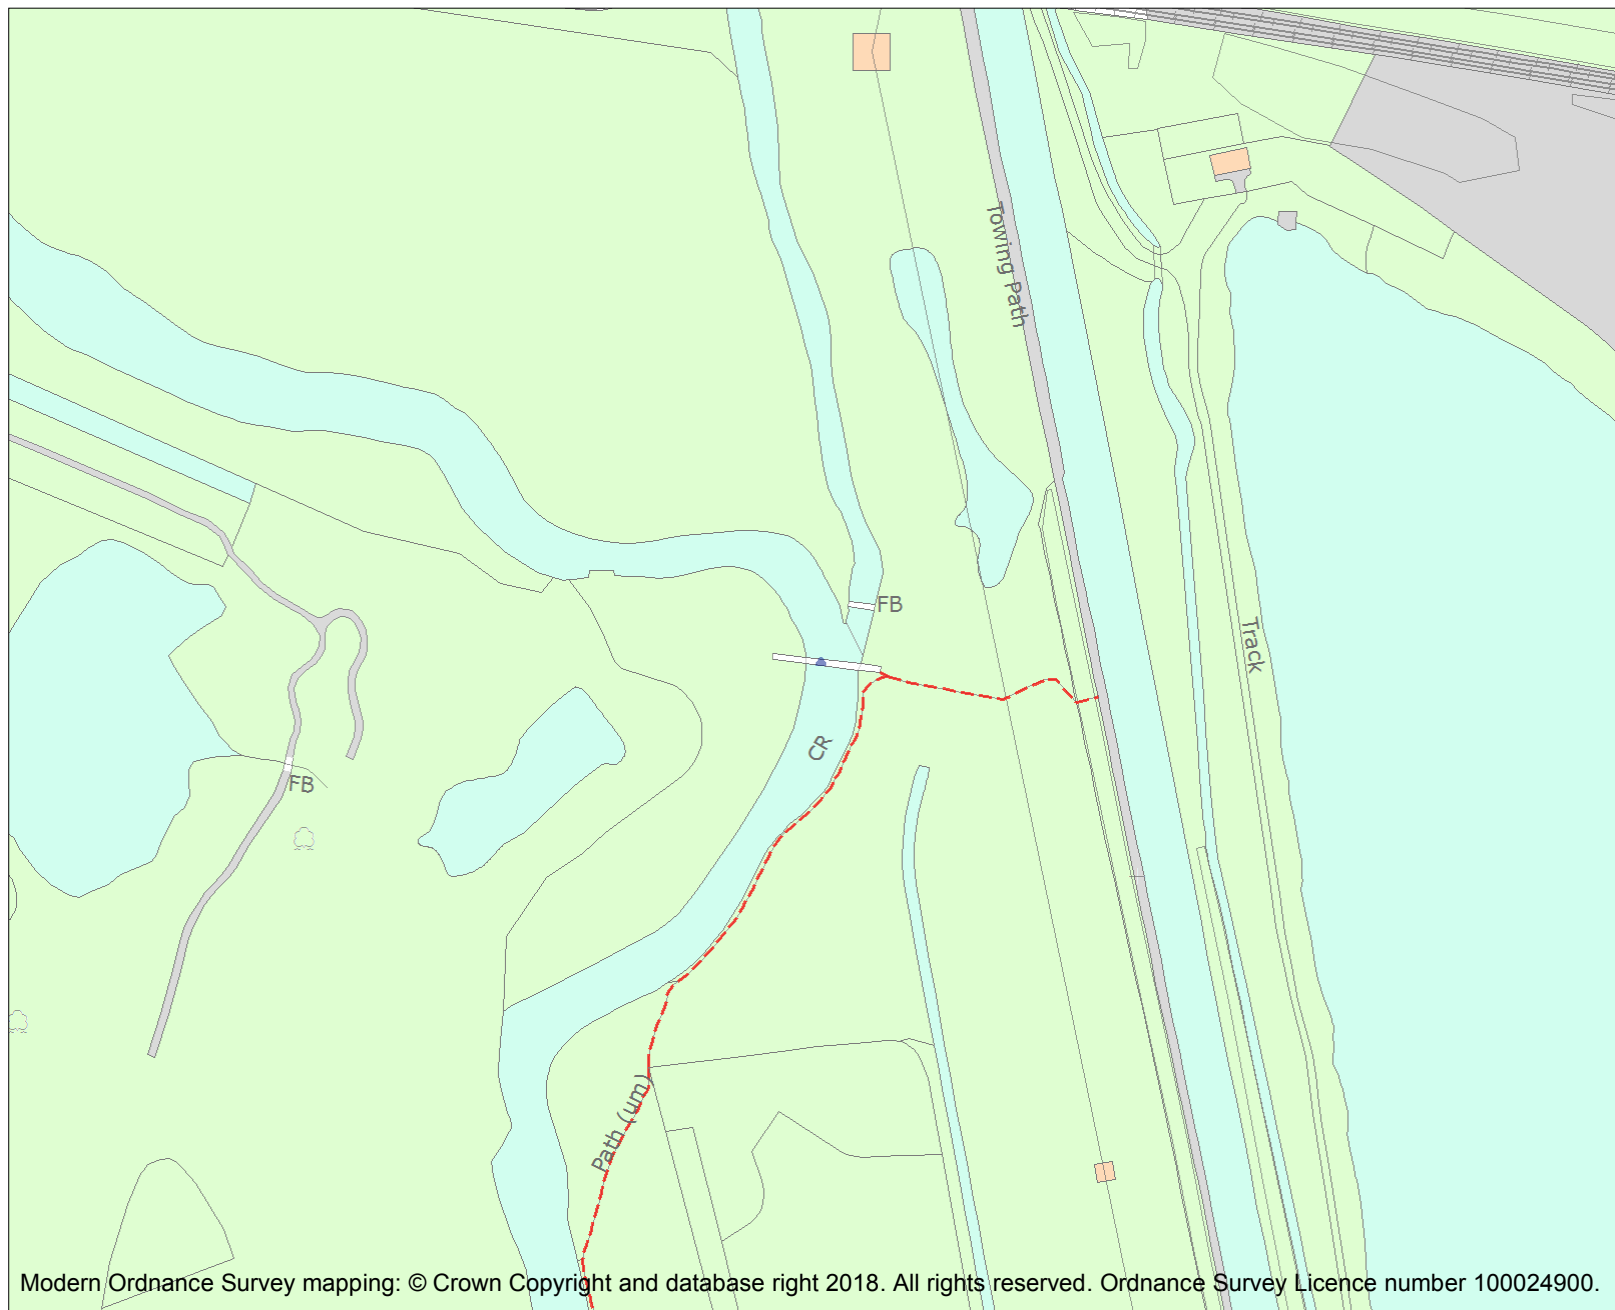 Towing Path
FB
Track
CR
FB
Path (um)
Modern Ordnance Survey mapping: © Crown Copyright and database right 2018. All rights reserved. Ordnance Survey Licence number 100024900.